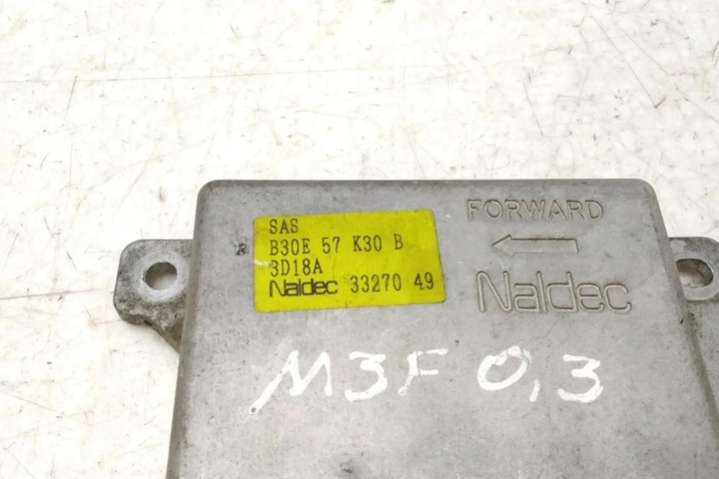 SAS
B30E 57 K30 B
3D18A
Naldec 33270 49
FORWARD
Naldec
M3F 0,3